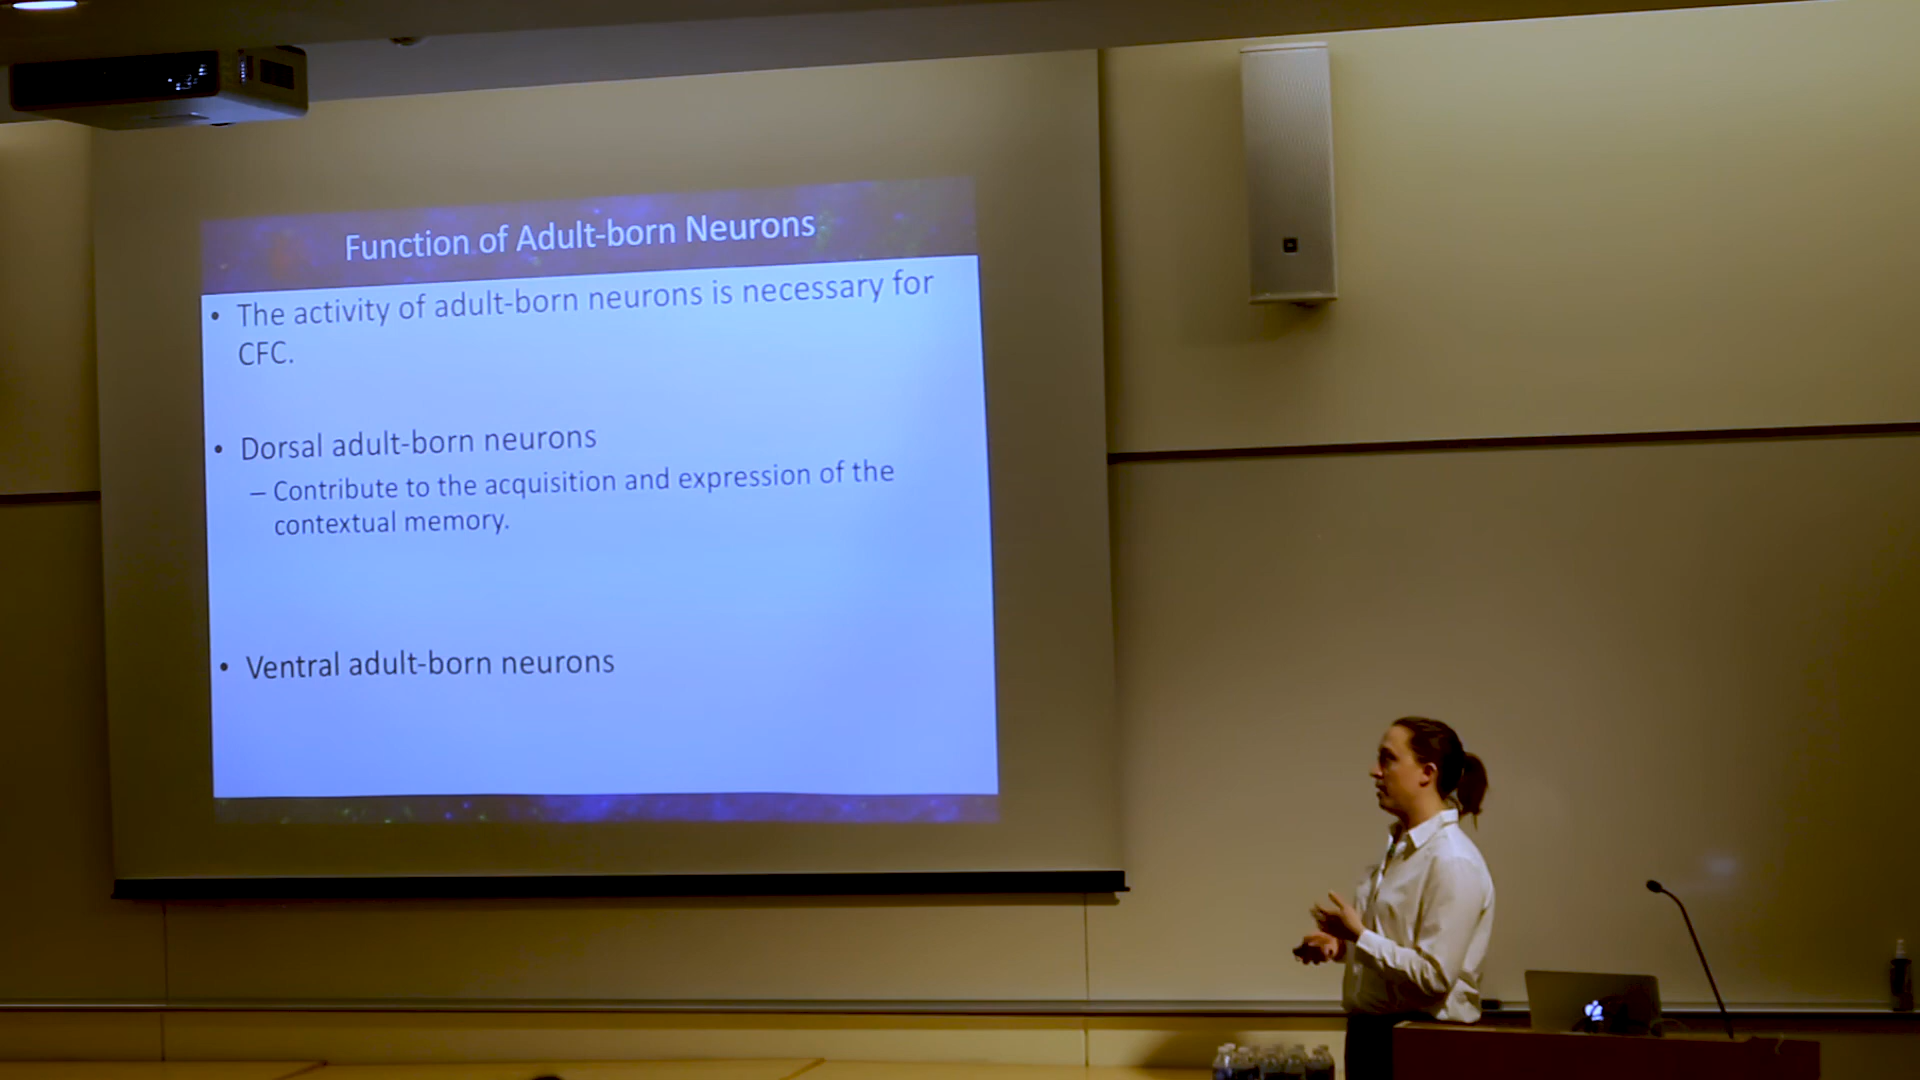 Function of Adult-born Neurons
• The activity of adult-born neurons is necessary for
CFC.
• Dorsal adult-born neurons
– Contribute to the acquisition and expression of the
contextual memory.
• Ventral adult-born neurons